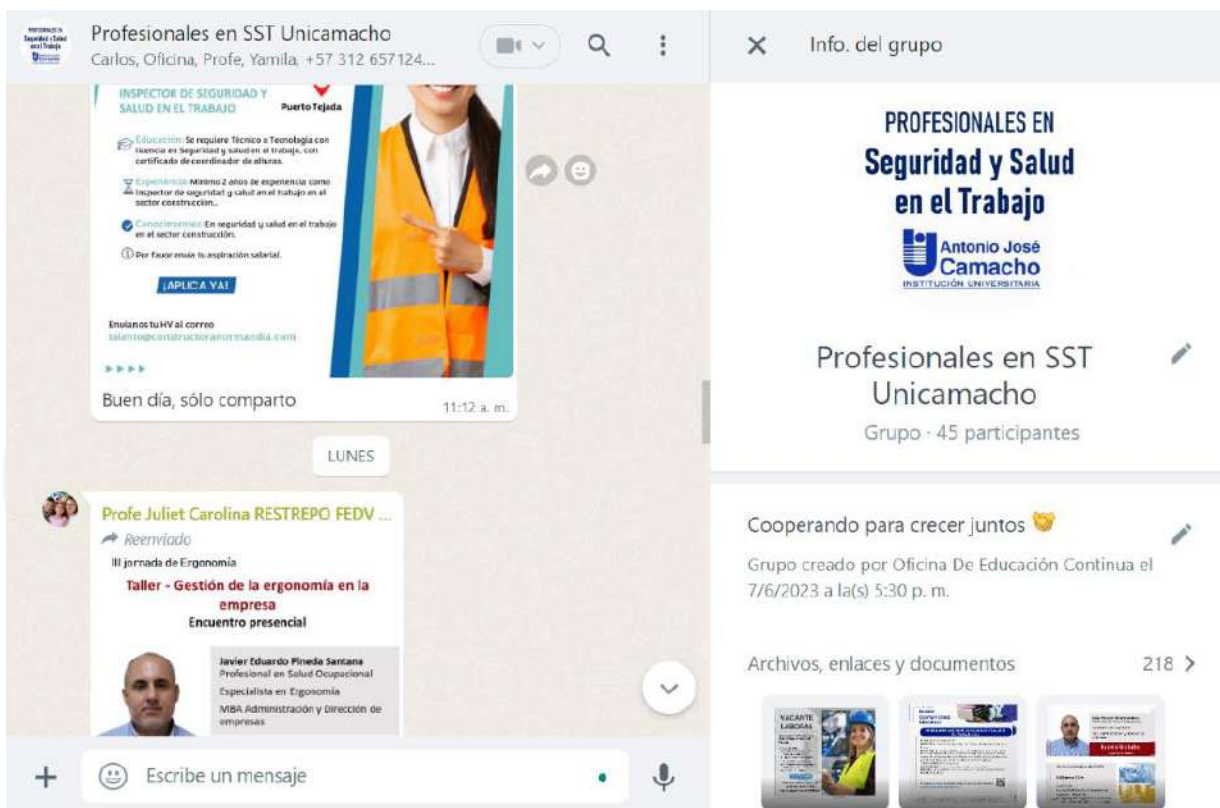 Profesionales en SST Unicamacho
Carlos, Oficina, Profe, Yamila, +57 312 657124...
INSPECTOR DE SEGURIDAD Y
SALUD EN EL TRABAJO
Puerto Tejada
Educación: Se requiere Técnico o Tecnología con
licencia en Seguridad y salud en el trabajo, con
certificado de coordinador de alturas.
Experiencia: Mínimo 2 años de experiencia como
Inspector de seguridad y salud en el trabajo en el
sector construcción..
Conocimientos: En seguridad y salud en el trabajo
en el sector construcción.
Por favor envía tu aspiración salarial.
¡APLICA YA!
Envíanos tu HV al correo
talento@constructoranormandia.com
Buen día, sólo comparto
11:12 a. m.
LUNES
Profe Juliet Carolina RESTREPO FEDV ...
Reenviado
III jornada de Ergonomía
Taller - Gestión de la ergonomía en la
empresa
Encuentro presencial
Javier Eduardo Pineda Santana
Profesional en Salud Ocupacional
Especialista en Ergonomía
MBA Administración y Dirección de
empresas
Escribe un mensaje
Info. del grupo
PROFESIONALES EN
Seguridad y Salud
en el Trabajo
Antonio José
Camacho
INSTITUCIÓN UNIVERSITARIA
Profesionales en SST
Unicamacho
Grupo · 45 participantes
Cooperando para crecer juntos 🤝
Grupo creado por Oficina De Educación Continua el
7/6/2023 a la(s) 5:30 p. m.
Archivos, enlaces y documentos
218
VACANTE
LABORAL